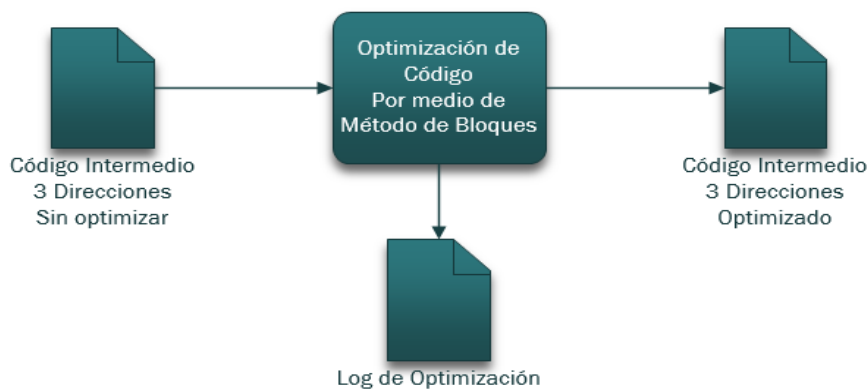 Optimización de
Código
Por medio de
Método de Bloques
Código Intermedio
3 Direcciones
Sin optimizar
Código Intermedio
3 Direcciones
Optimizado
Log de Optimización